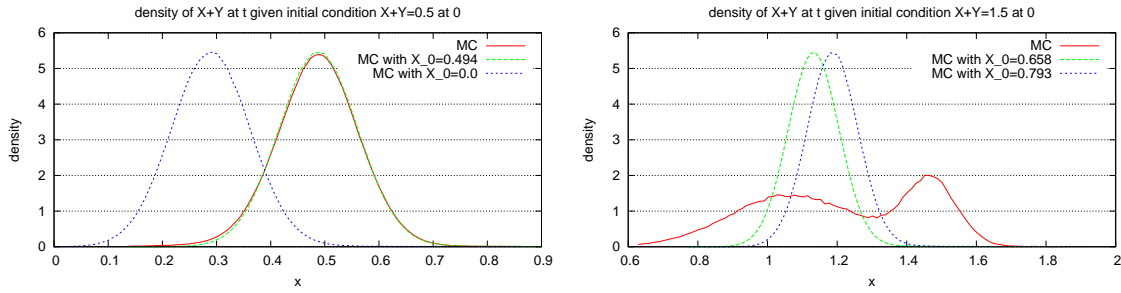 density of X+Y at t given initial condition X+Y=0.5 at 0
6
5
4
3
2
1
0
density
MC
MC with X_0=0.494
MC with X_0=0.0
0 0.1 0.2 0.3 0.4 0.5 0.6 0.7 0.8 0.9
x
density of X+Y at t given initial condition X+Y=1.5 at 0
6
5
4
3
2
1
0
density
MC
MC with X_0=0.658
MC with X_0=0.793
0.6 0.8 1 1.2 1.4 1.6 1.8 2
x